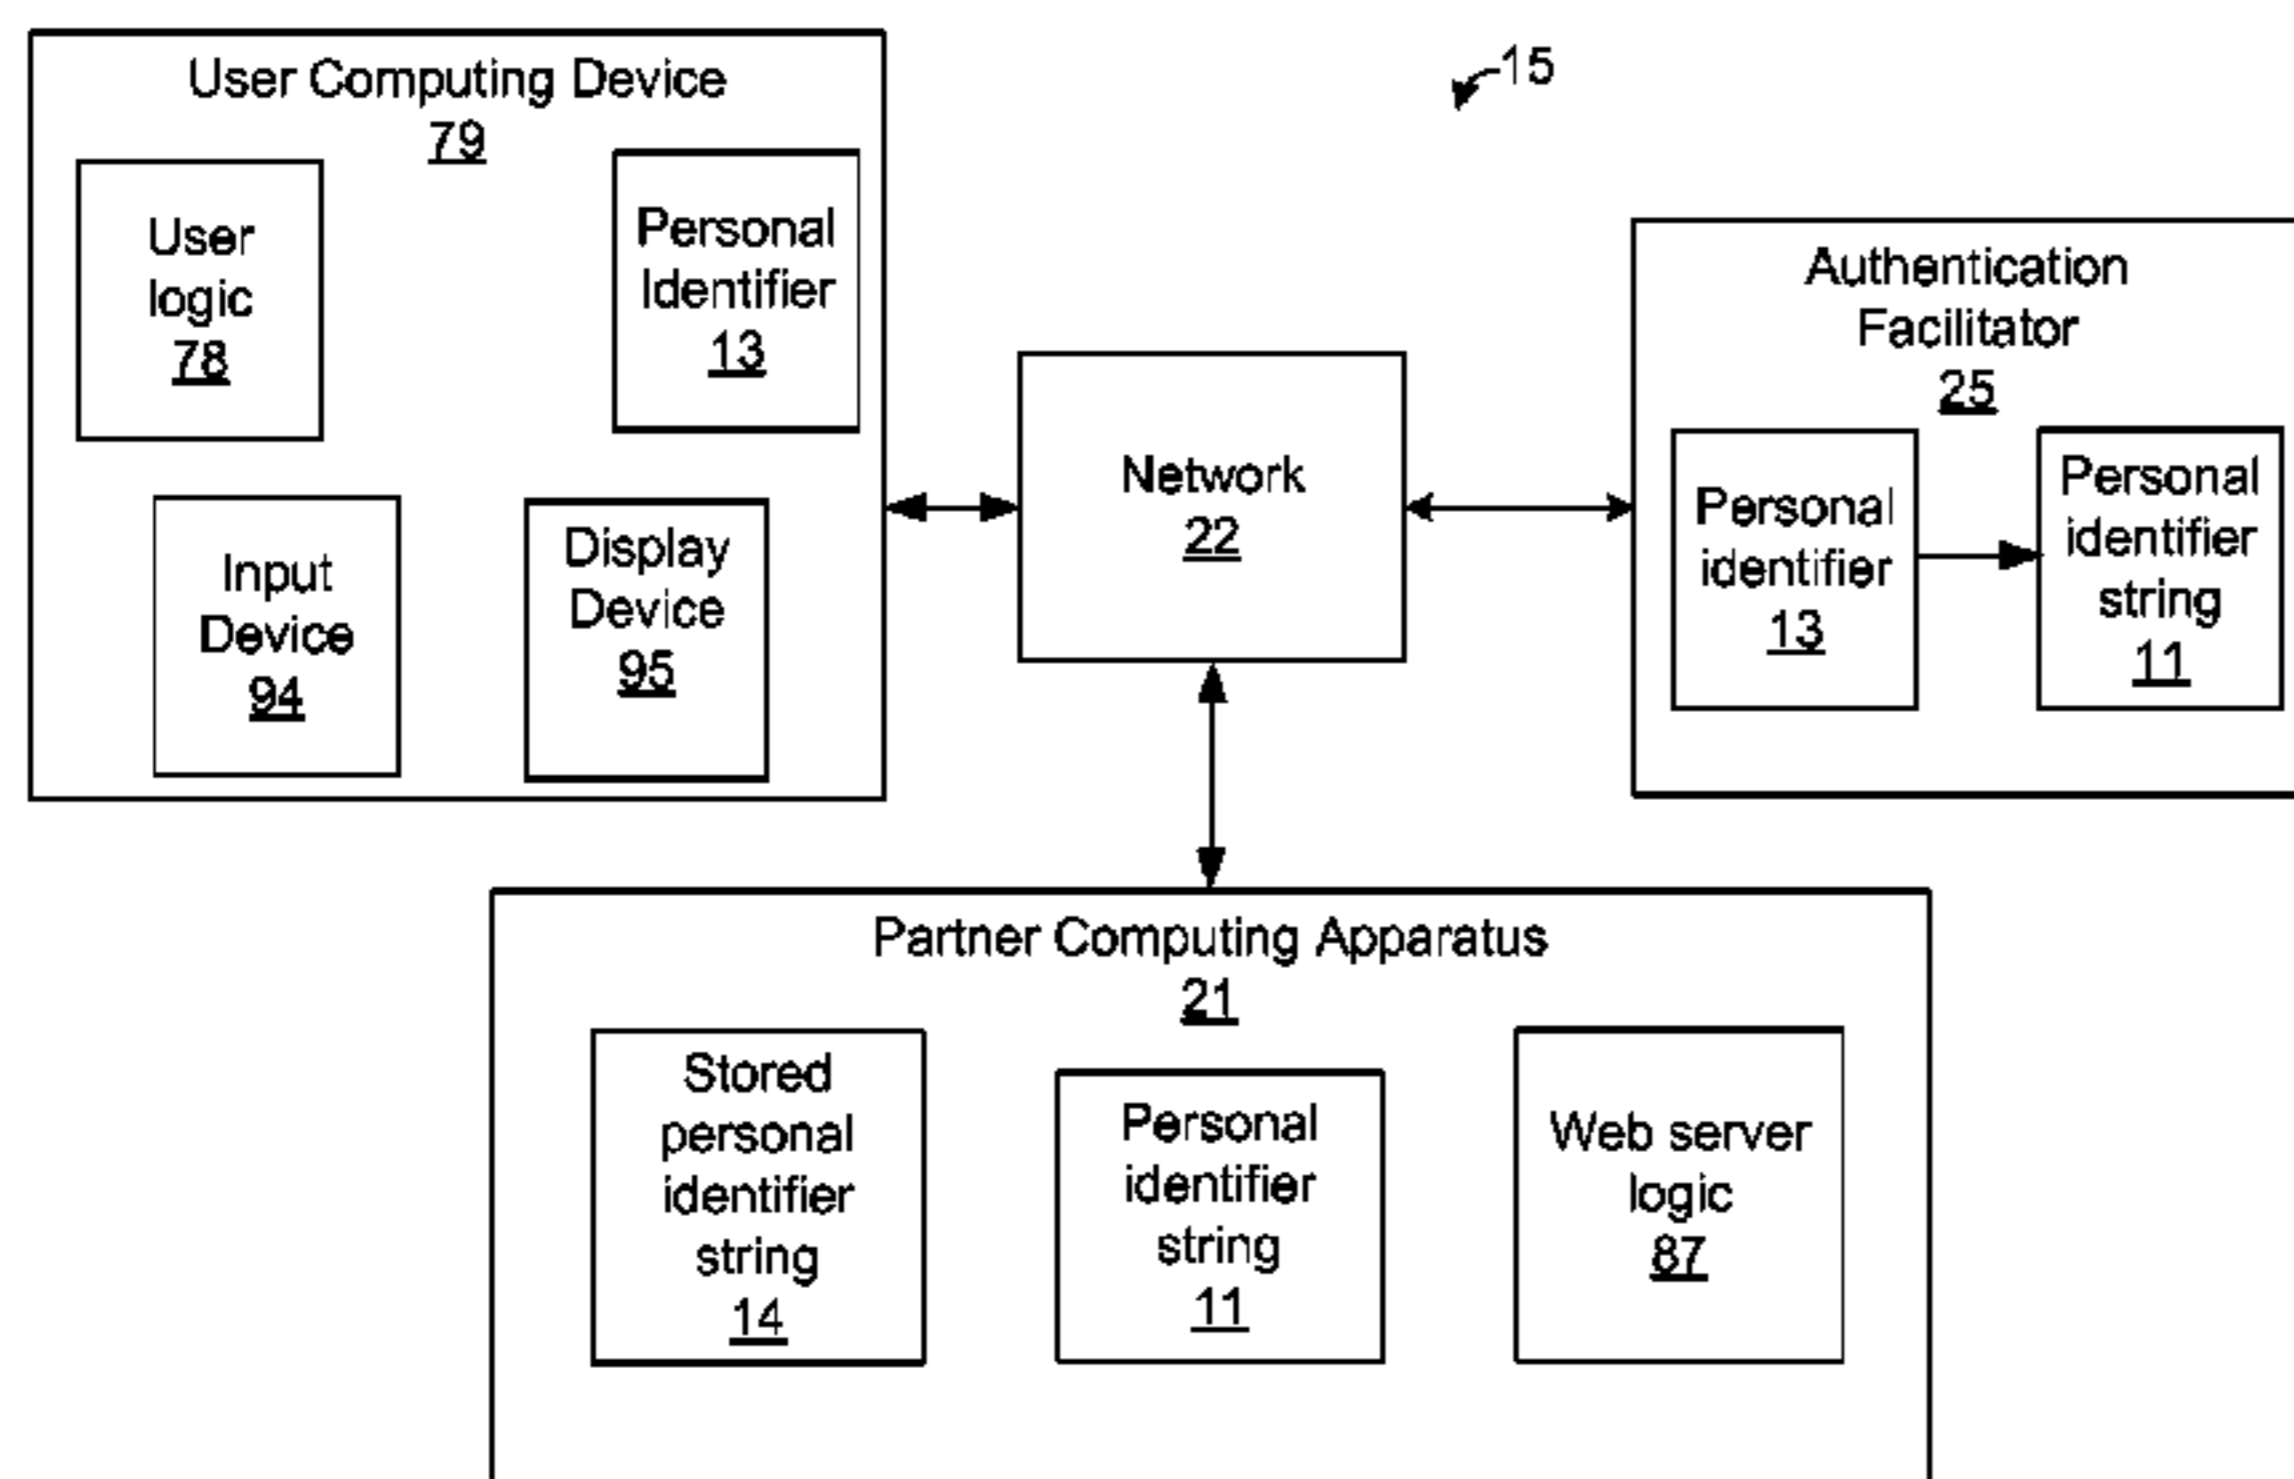 User Computing Device
79
User
logic
78
Personal
Identifier
13
Input
Device
94
Display
Device
95
15
Network
22
Authentication
Facilitator
25
Personal
identifier
13
Personal
identifier
string
11
Partner Computing Apparatus
21
Stored
personal
identifier
string
14
Personal
identifier
string
11
Web server
logic
87